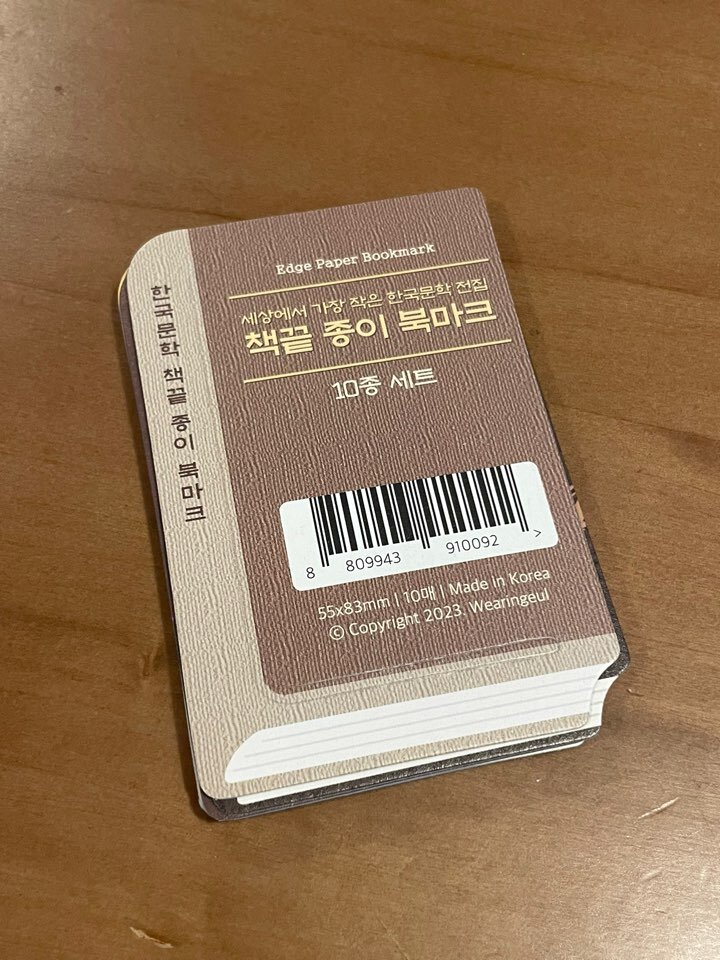 Edge Paper Bookmark
세상에서 가장 작은 한국문학 전집
책끝 종이 북마크
10종 세트
8 809943 910092 >
55x83mm | 10매 | Made in Korea
© Copyright 2023. Wearingeul
한국문학 책끝 종이 북마크